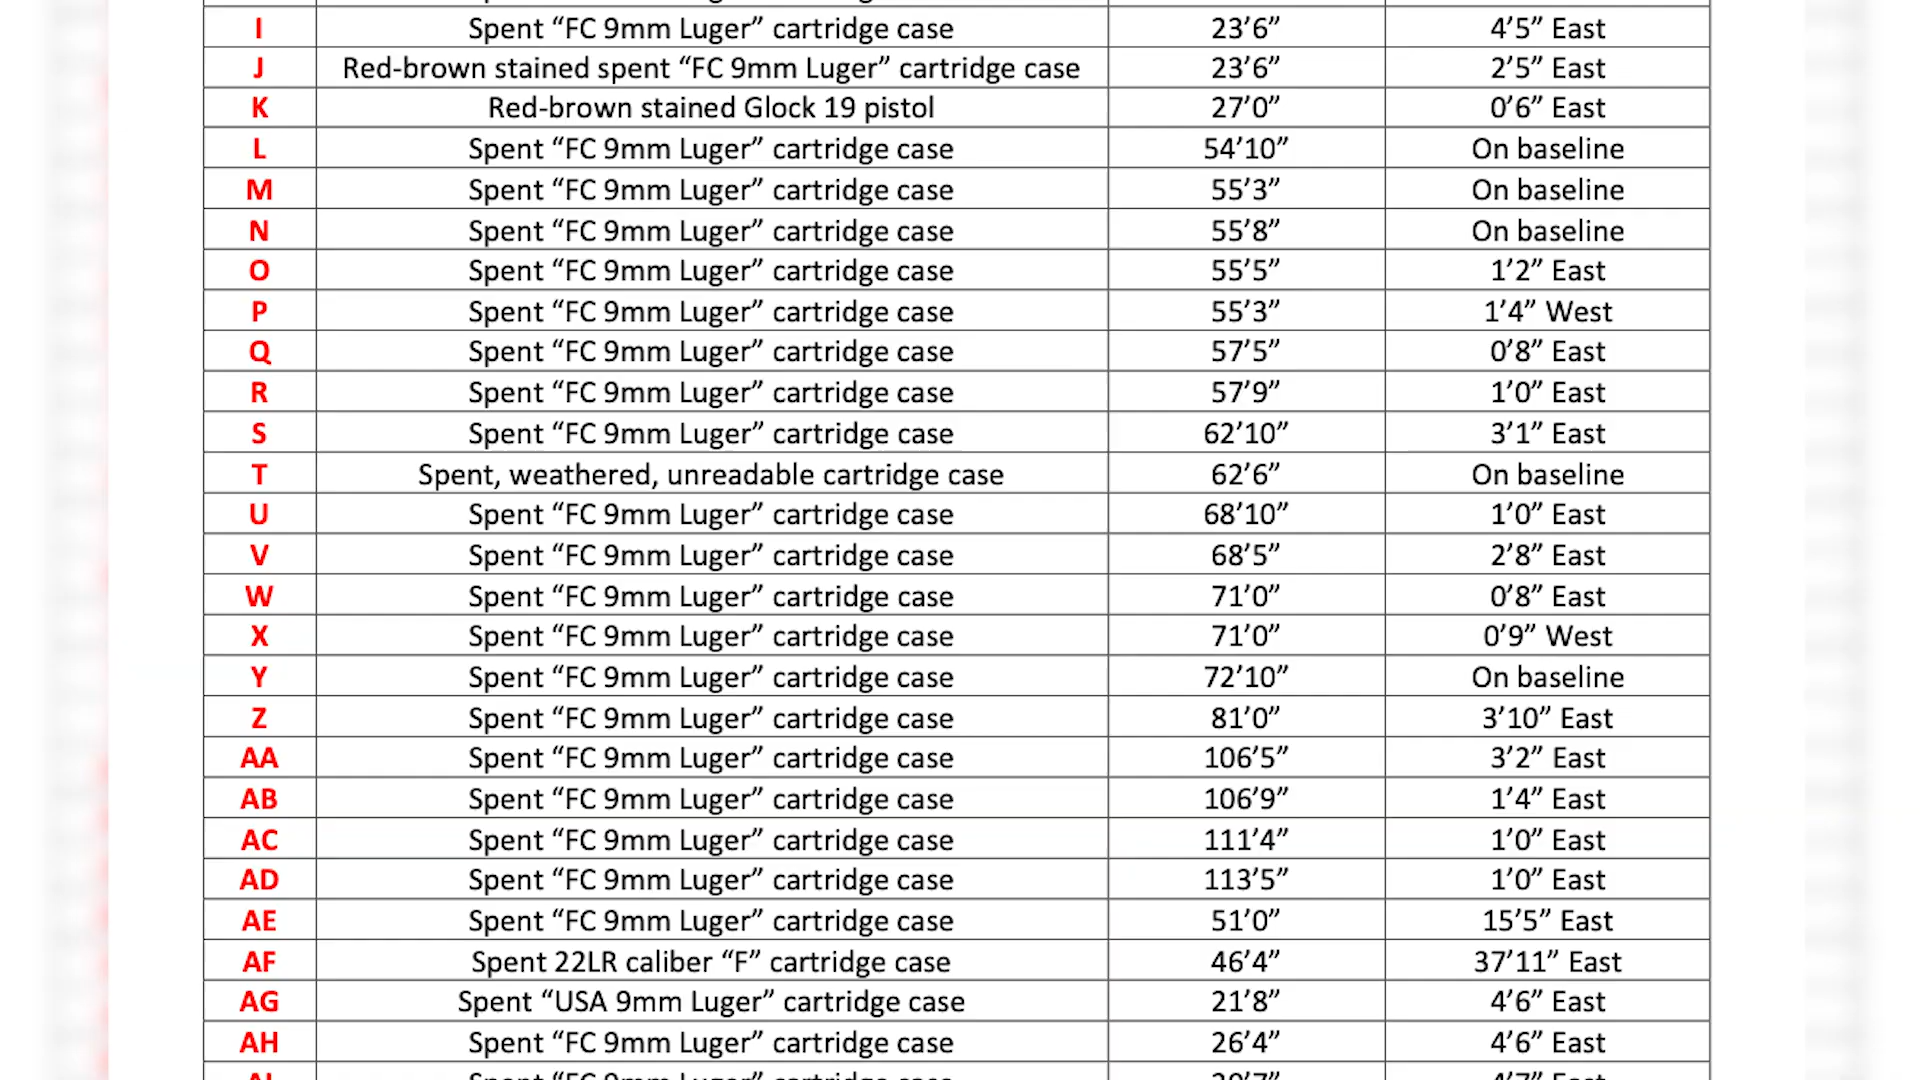 I Spent “FC 9mm Luger” cartridge case 23’6” 4’5” East
J Red-brown stained spent “FC 9mm Luger” cartridge case 23’6” 2’5” East
K Red-brown stained Glock 19 pistol 27’0” 0’6” East
L Spent “FC 9mm Luger” cartridge case 54’10” On baseline
M Spent “FC 9mm Luger” cartridge case 55’3” On baseline
N Spent “FC 9mm Luger” cartridge case 55’8” On baseline
O Spent “FC 9mm Luger” cartridge case 55’5” 1’2” East
P Spent “FC 9mm Luger” cartridge case 55’3” 1’4” West
Q Spent “FC 9mm Luger” cartridge case 57’5” 0’8” East
R Spent “FC 9mm Luger” cartridge case 57’9” 1’0” East
S Spent “FC 9mm Luger” cartridge case 62’10” 3’1” East
T Spent, weathered, unreadable cartridge case 62’6” On baseline
U Spent “FC 9mm Luger” cartridge case 68’10” 1’0” East
V Spent “FC 9mm Luger” cartridge case 68’5” 2’8” East
W Spent “FC 9mm Luger” cartridge case 71’0” 0’8” East
X Spent “FC 9mm Luger” cartridge case 71’0” 0’9” West
Y Spent “FC 9mm Luger” cartridge case 72’10” On baseline
Z Spent “FC 9mm Luger” cartridge case 81’0” 3’10” East
AA Spent “FC 9mm Luger” cartridge case 106’5” 3’2” East
AB Spent “FC 9mm Luger” cartridge case 106’9” 1’4” East
AC Spent “FC 9mm Luger” cartridge case 111’4” 1’0” East
AD Spent “FC 9mm Luger” cartridge case 113’5” 1’0” East
AE Spent “FC 9mm Luger” cartridge case 51’0” 15’5” East
AF Spent 22LR caliber “F” cartridge case 46’4” 37’11” East
AG Spent “USA 9mm Luger” cartridge case 21’8” 4’6” East
AH Spent “FC 9mm Luger” cartridge case 26’4” 4’6” East